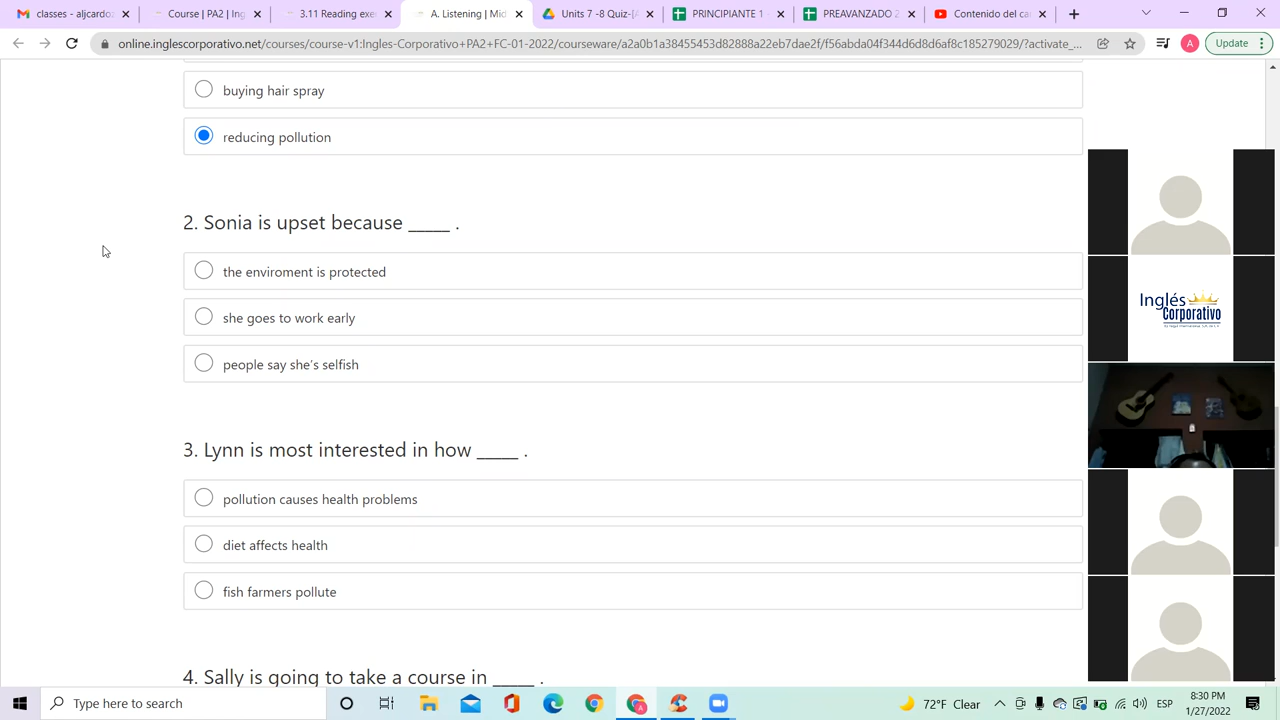 classes - aljcardoz
Course | PA2 | Ing
3.11 Reading exe
A. Listening | Mid
Units 7 -8 Quiz-(A
PRINCIPIANTE 1
PREAVANZADO 2
Contenido del ca
online.inglescorporativo.net/courses/course-v1:Ingles-Corporativo+PA2+EC-01-2022/courseware/a2a0b1a38455453d82888a22eb7dae2f/f56abda04f344d6f8d6af8c185279029/?activate_...
A
Update
buying hair spray
reducing pollution
2. Sonia is upset because _____ .
the enviroment is protected
she goes to work early
people say she's selfish
3. Lynn is most interested in how _____ .
pollution causes health problems
diet affects health
fish farmers pollute
4. Sally is going to take a course in _____ .
Inglés
Corporativo
Type here to search
72°F Clear
ESP
8:30 PM
1/27/2022